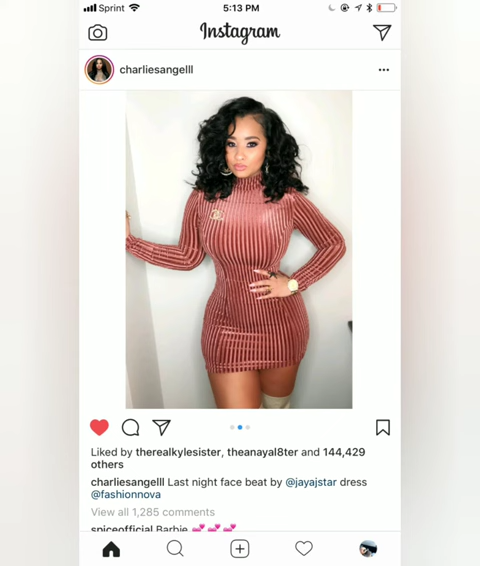 Sprint 5:13 PM
Instagram
charliesangelll
Liked by therealkylesister, theanayal8ter and 144,429
others
charliesangelll Last night face beat by @jayajstar dress
@fashionnova
View all 1,285 comments
spiceofficial Barbie 💕💕💕